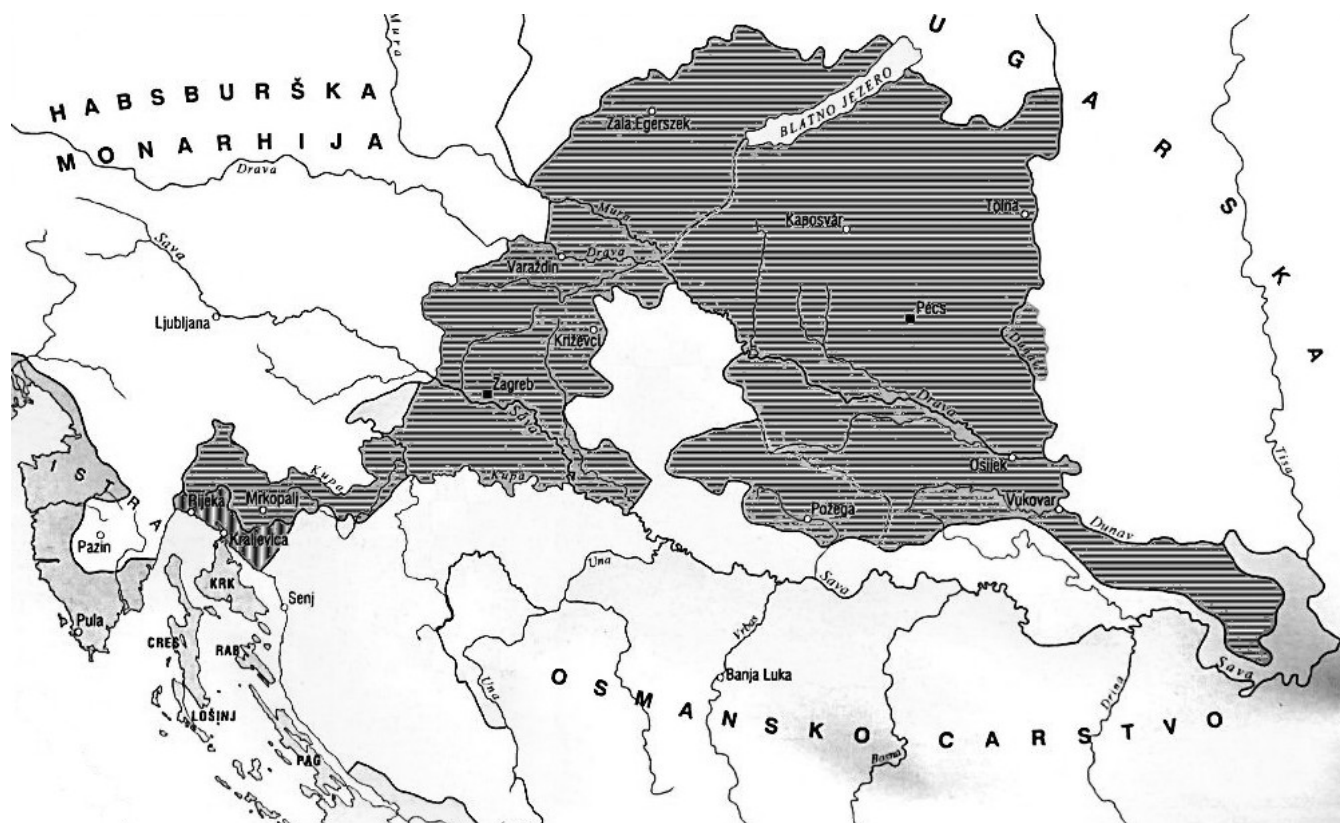 HABSBURŠKA
MONARHIJA
UGARSKA
OSMANSKO CARSTVO
ISTRA
Mura
Drava
Sava
Zala Egerszek
BLATNO JEZERO
Kaposvár
Tolna
Varaždin
Drava
Ljubljana
Križevci
Pécs
Zagreb
Sava
Drava
Osijek
Tisa
Kupa
Kupa
Rijeka
Mrkopalj
Kraljevica
Pazin
Pula
KRK
CRES
RAB
LOŠINJ
PAG
Senj
Požega
Vukovar
Dunav
Una
Una
Sava
Vrbas
Banja Luka
Bosna
Drina
Sava